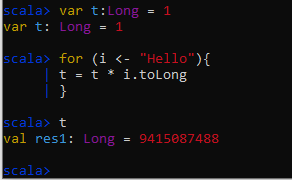 scala> var t:Long = 1
var t: Long = 1
scala> for (i <- "Hello"){
| t = t * i.toLong
| }
scala> t
val res1: Long = 9415087488
scala>